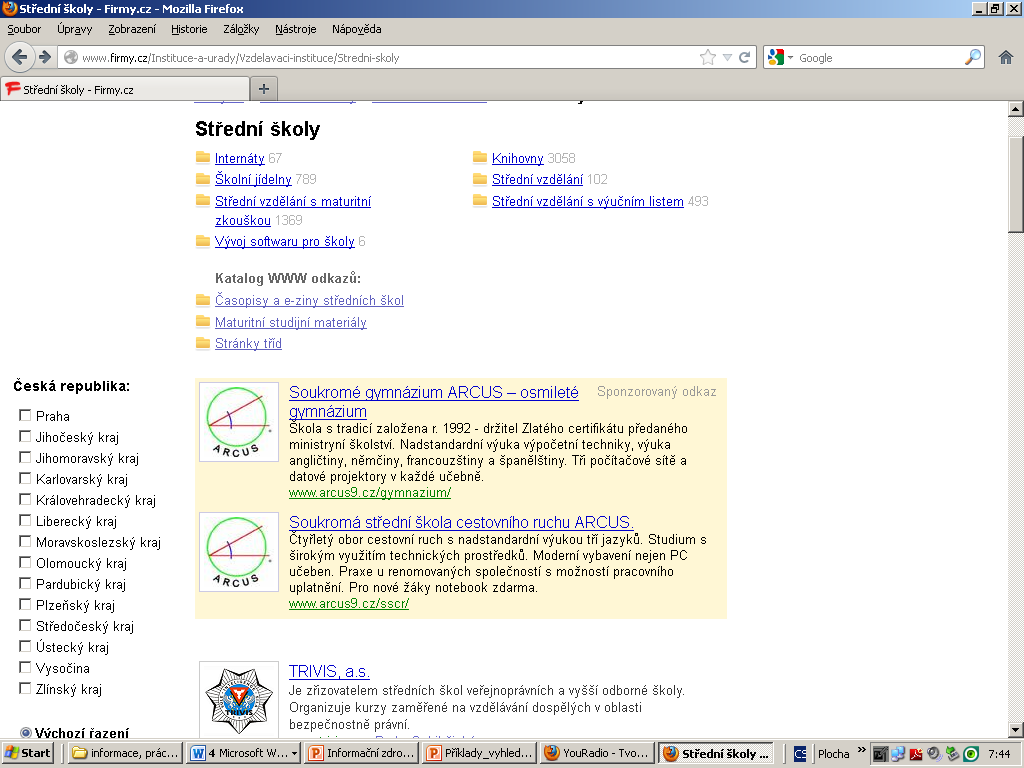 Střední školy - Firmy.cz - Mozilla Firefox
Soubor Úpravy Zobrazení Historie Záložky Nástroje Nápověda
www.firmy.cz/Instituce-a-urady/Vzdelavaci-instituce/Stredni-skoly
Google
Střední školy - Firmy.cz
Střední školy
Internáty 67
Školní jídelny 789
Střední vzdělání s maturitní
zkouškou 1369
Vývoj softwaru pro školy 6
Knihovny 3058
Střední vzdělání 102
Střední vzdělání s výučním listem 493
Katalog WWW odkazů:
Časopisy a e-ziny středních škol
Maturitní studijní materiály
Stránky tříd
Česká republika:
Praha
Jihočeský kraj
Jihomoravský kraj
Karlovarský kraj
Královehradecký kraj
Liberecký kraj
Moravskoslezský kraj
Olomoucký kraj
Pardubický kraj
Plzeňský kraj
Středočeský kraj
Ústecký kraj
Vysočina
Zlínský kraj
Výchozí řazení
ARCUS
Soukromé gymnázium ARCUS – osmileté
gymnázium
Sponzorovaný odkaz
Škola s tradicí založena r. 1992 - držitel Zlatého certifikátu předaného
ministryní školství. Nadstandardní výuka výpočetní techniky, výuka
angličtiny, němčiny, francouzštiny a španělštiny. Tři počítačové sítě a
datové projektory v každé učebně.
www.arcus9.cz/gymnazium/
ARCUS
Soukromá střední škola cestovního ruchu ARCUS.
Čtyřletý obor cestovní ruch s nadstandardní výukou tří jazyků. Studium s
širokým využitím technických prostředků. Moderní vybavení nejen PC
učeben. Praxe u renomovaných společností s možností pracovního
uplatnění. Pro nové žáky notebook zdarma.
www.arcus9.cz/sscr/
TRIVIS
TRIVIS, a.s.
Je zřizovatelem středních škol veřejnoprávních a vyšší odborné školy.
Organizuje kurzy zaměřené na vzdělávání dospělých v oblasti
bezpečnostně právní.
Start
informace, prác...
4 Microsoft W...
Informační zdro...
Příklady_vyhled...
YouRadio - Tvo...
Střední školy ...
CS
Plocha
7:44